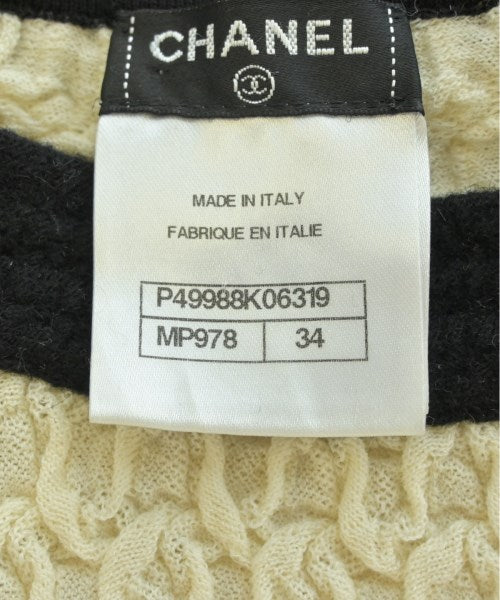 CHANEL
MADE IN ITALY
FABRIQUE EN ITALIE
P49988K06319
MP978 34